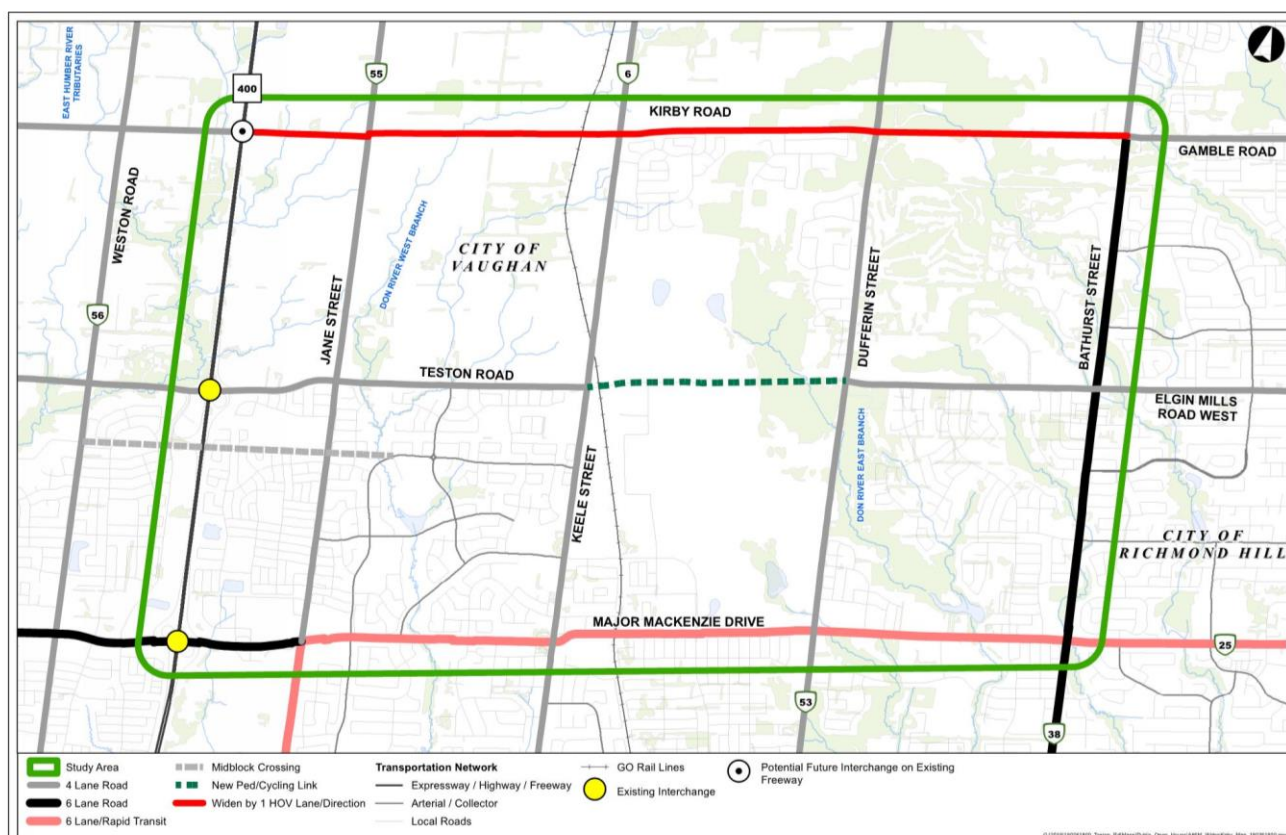 EAST HUMBER RIVER
TRIBUTARIES
400
55
6
KIRBY ROAD
GAMBLE ROAD
WESTON ROAD
DON RIVER WEST BRANCH
CITY OF
VAUGHAN
JANE STREET
DUFFERIN STREET
BATHURST STREET
56
TESTON ROAD
ELGIN MILLS
ROAD WEST
KEELE STREET
DON RIVER EAST BRANCH
CITY OF
RICHMOND HILL
MAJOR MACKENZIE DRIVE
25
53
38
Study Area
4 Lane Road
6 Lane Road
6 Lane/Rapid Transit
Midblock Crossing
New Ped/Cycling Link
Widen by 1 HOV Lane/Direction
Transportation Network
Expressway / Highway / Freeway
Arterial / Collector
Local Roads
GO Rail Lines
Existing Interchange
Potential Future Interchange on Existing
Freeway